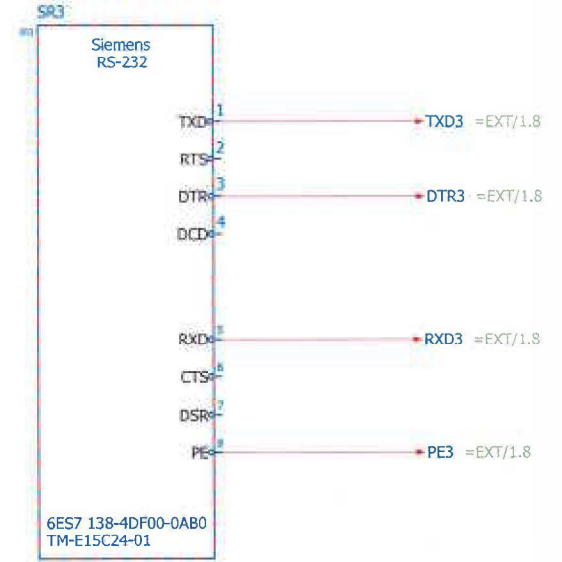 SR3
Siemens
RS-232
TXD 1 TXD3 =EXT/1.8
RTS 2
DTR 3 DTR3 =EXT/1.8
DCD 4
RXD 5 RXD3 =EXT/1.8
CTS 6
DSR 7
PE 8 PE3 =EXT/1.8
6ES7 138-4DF00-0AB0
TM-E15C24-01